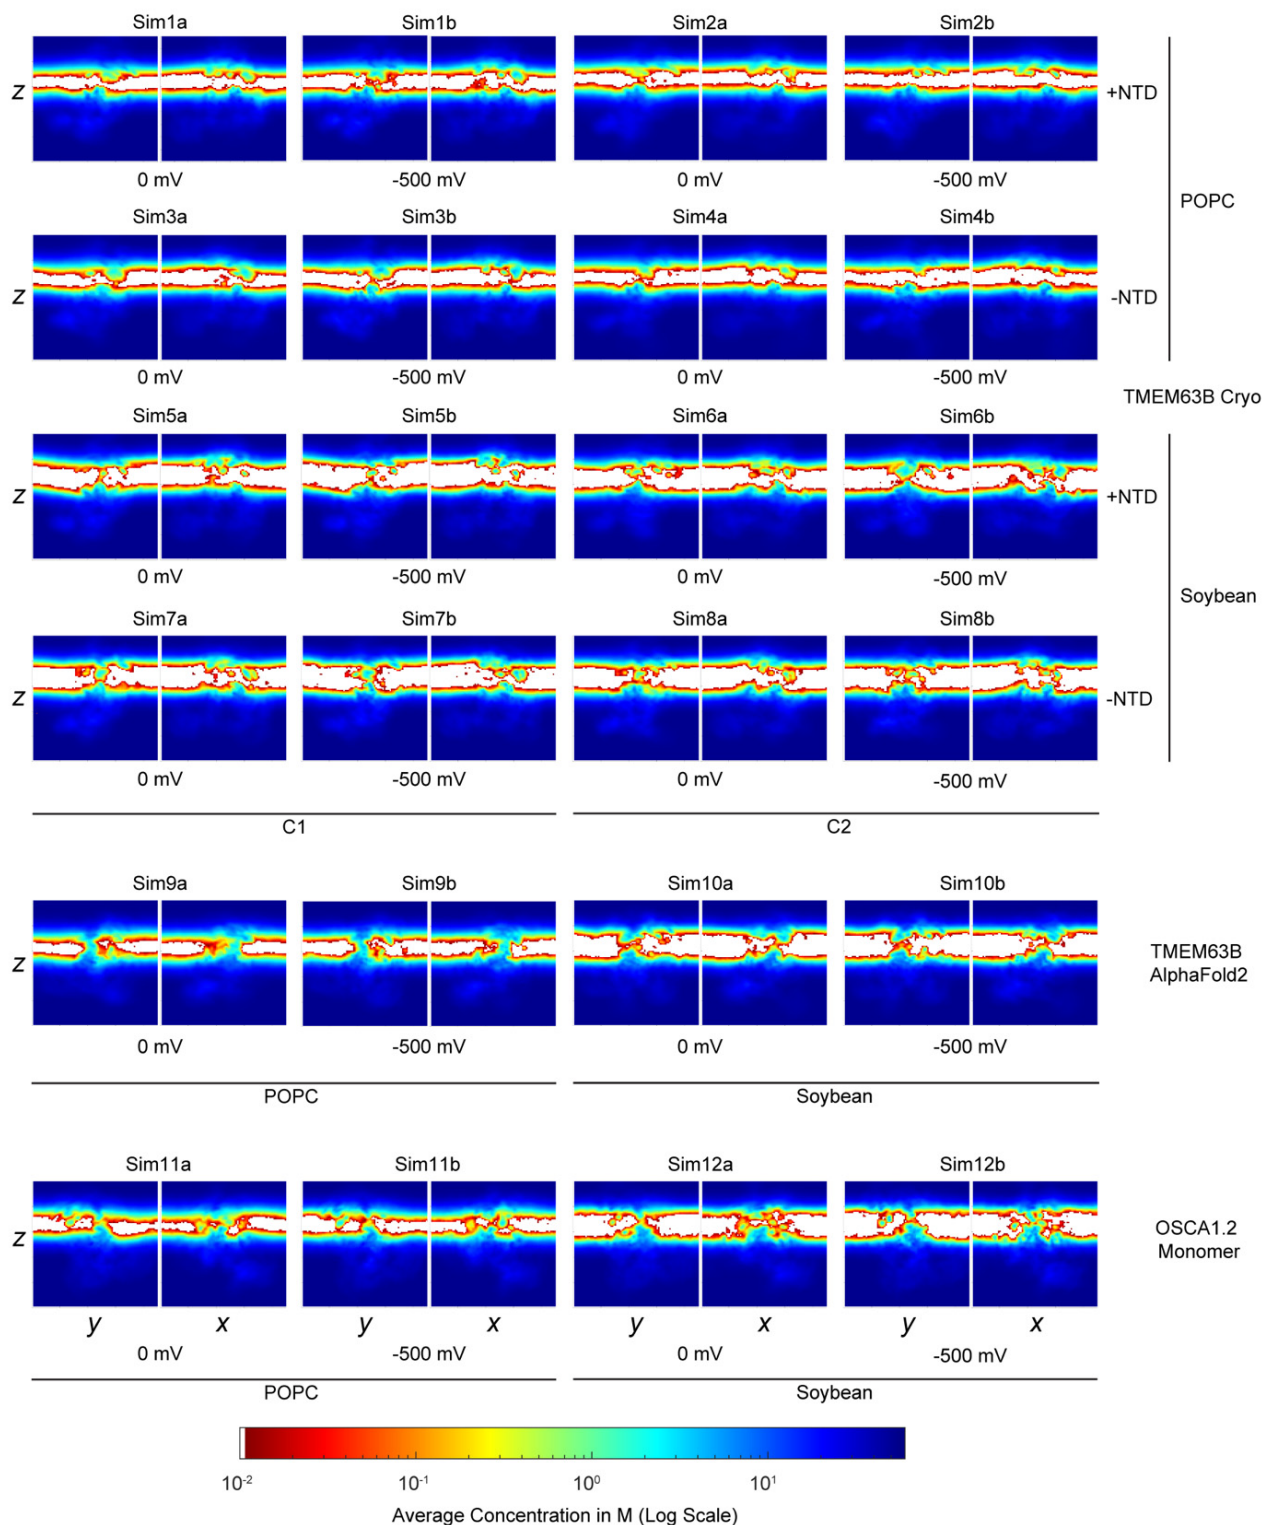 Sim1a Sim1b Sim2a Sim2b
z +NTD
0 mV -500 mV 0 mV -500 mV
POPC
Sim3a Sim3b Sim4a Sim4b
z -NTD
0 mV -500 mV 0 mV -500 mV
TMEM63B Cryo
Sim5a Sim5b Sim6a Sim6b
z +NTD
0 mV -500 mV 0 mV -500 mV
Soybean
Sim7a Sim7b Sim8a Sim8b
-NTD
0 mV -500 mV 0 mV -500 mV
C1 C2
Sim9a Sim9b Sim10a Sim10b
z TMEM63B
AlphaFold2
0 mV -500 mV 0 mV -500 mV
POPC Soybean
Sim11a Sim11b Sim12a Sim12b
z OSCA1.2
Monomer
y x y x y x y x
0 mV -500 mV 0 mV -500 mV
POPC Soybean
10⁻² 10⁻¹ 10⁰ 10¹
Average Concentration in M (Log Scale)